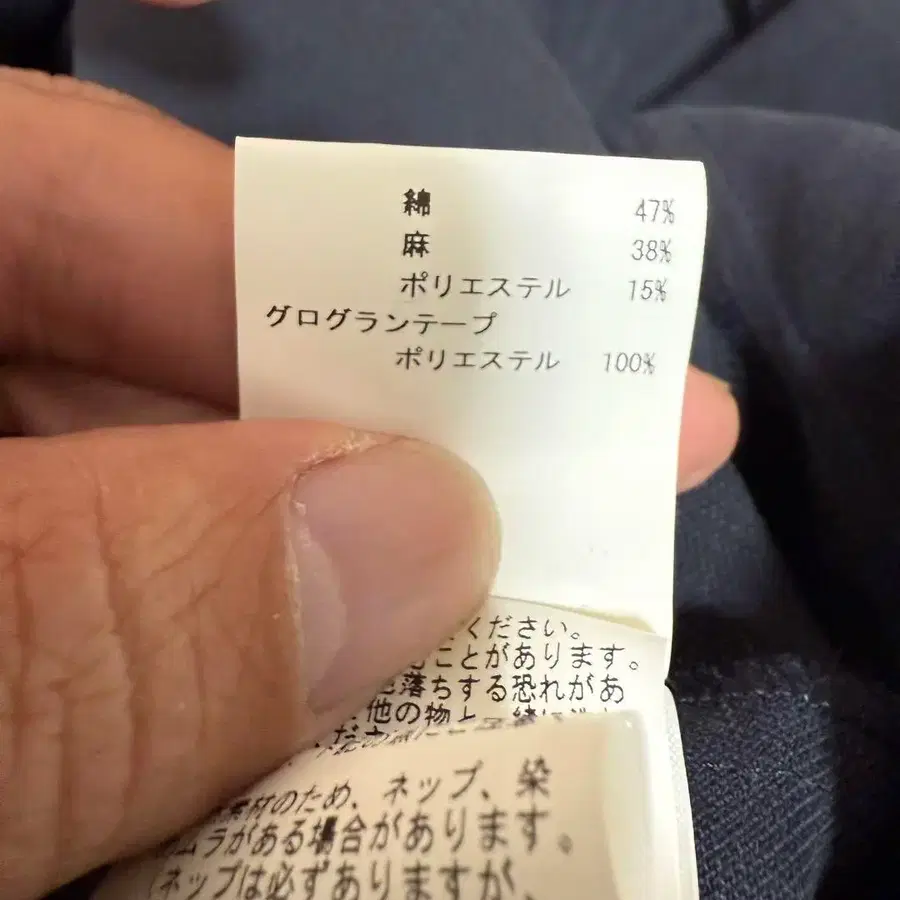 綿 47%
麻 38%
ポリエステル 15%
グログランテープ
ポリエステル 100%
ください。
ことがあります。
落ちする恐れがあ
他の物と一緒に
素材のため、ネップ、染
ムラがある場合があります。
ネップは必ずありますが、